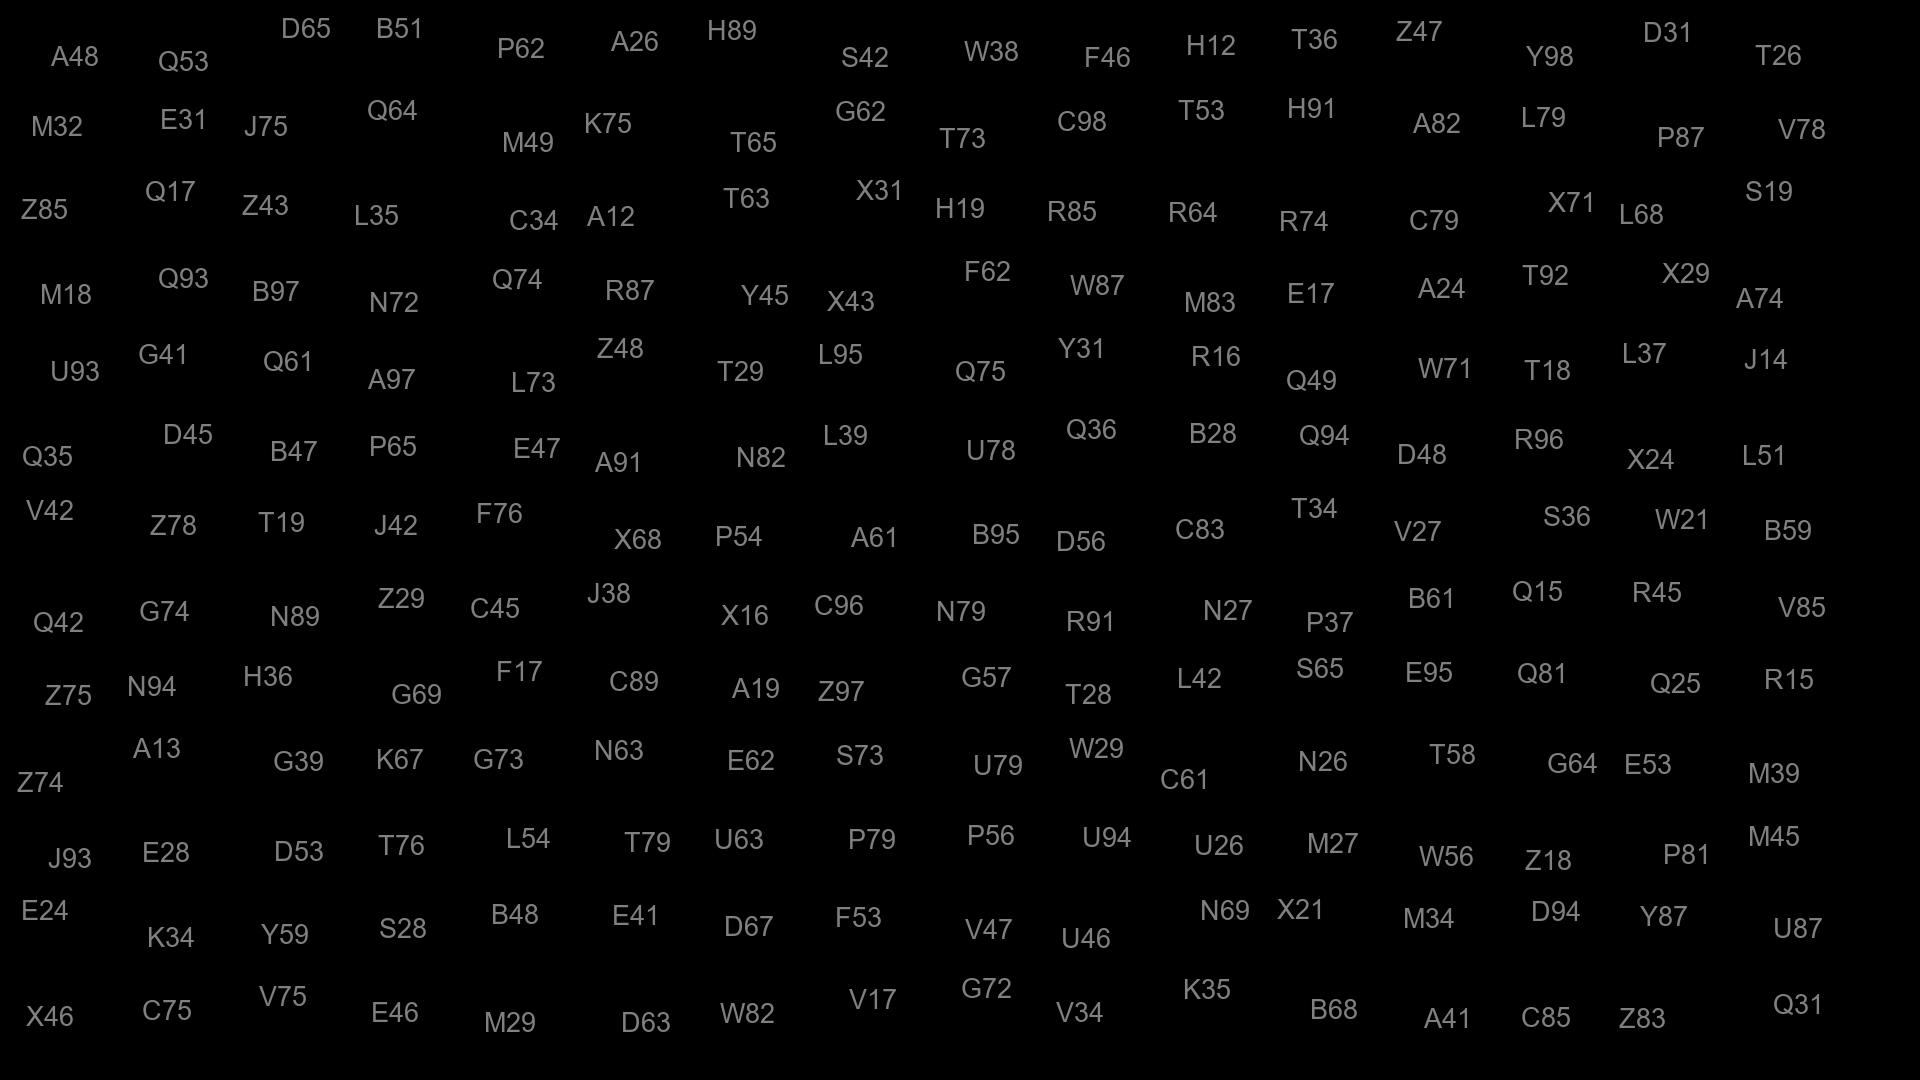 A48 Q53 D65 B51 P62 A26 H89 S42 W38 F46 H12 T36 Z47 Y98 D31 T26
M32 E31 J75 Q64 M49 K75 T65 G62 T73 C98 T53 H91 A82 L79 P87 V78
Z85 Q17 Z43 L35 C34 A12 T63 X31 H19 R85 R64 R74 C79 X71 L68 S19
M18 Q93 B97 N72 Q74 R87 Y45 X43 F62 W87 M83 E17 A24 T92 X29 A74
U93 G41 Q61 A97 L73 Z48 T29 L95 Q75 Y31 R16 Q49 W71 T18 L37 J14
Q35 D45 B47 P65 E47 A91 N82 L39 U78 Q36 B28 Q94 D48 R96 X24 L51
V42 Z78 T19 J42 F76 X68 P54 A61 B95 D56 C83 T34 V27 S36 W21 B59
Q42 G74 N89 Z29 C45 J38 X16 C96 N79 R91 N27 P37 B61 Q15 R45 V85
Z75 N94 H36 G69 F17 C89 A19 Z97 G57 T28 L42 S65 E95 Q81 Q25 R15
Z74 A13 G39 K67 G73 N63 E62 S73 U79 W29 C61 N26 T58 G64 E53 M39
J93 E28 D53 T76 L54 T79 U63 P79 P56 U94 U26 M27 W56 Z18 P81 M45
E24 K34 Y59 S28 B48 E41 D67 F53 V47 U46 N69 X21 M34 D94 Y87 U87
X46 C75 V75 E46 M29 D63 W82 V17 G72 V34 K35 B68 A41 C85 Z83 Q31